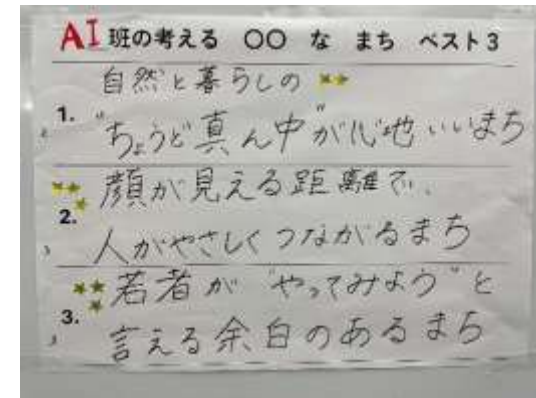 AI班の考える ○○ な まち ベスト3
自然と暮らしの
1. "ちょうど真ん中"が心地いいまち
顔が見える距離で、
2.
人がやさしくつながるまち
若者が"やってみよう"と
3.
言える余白のあるまち